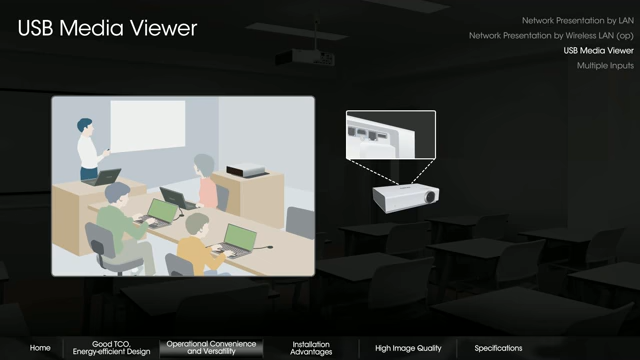 USB Media Viewer
Network Presentation by LAN
Network Presentation by Wireless LAN (op)
USB Media Viewer
Multiple Inputs
Home
Good TCO,
Energy-efficient Design
Operational Convenience
and Versatility
Installation
Advantages
High Image Quality
Specifications